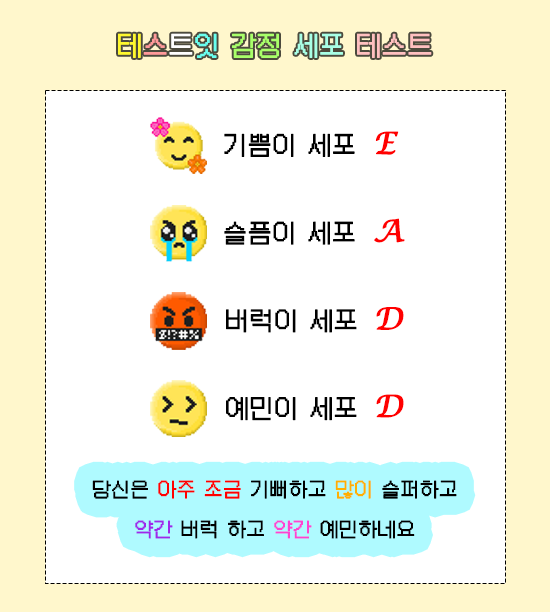 테스트잇 감정 세포 테스트
기쁨이 세포 E
슬픔이 세포 A
버럭이 세포 D
$!?#%
예민이 세포 D
당신은 아주 조금 기뻐하고 많이 슬퍼하고
약간 버럭 하고 약간 예민하네요